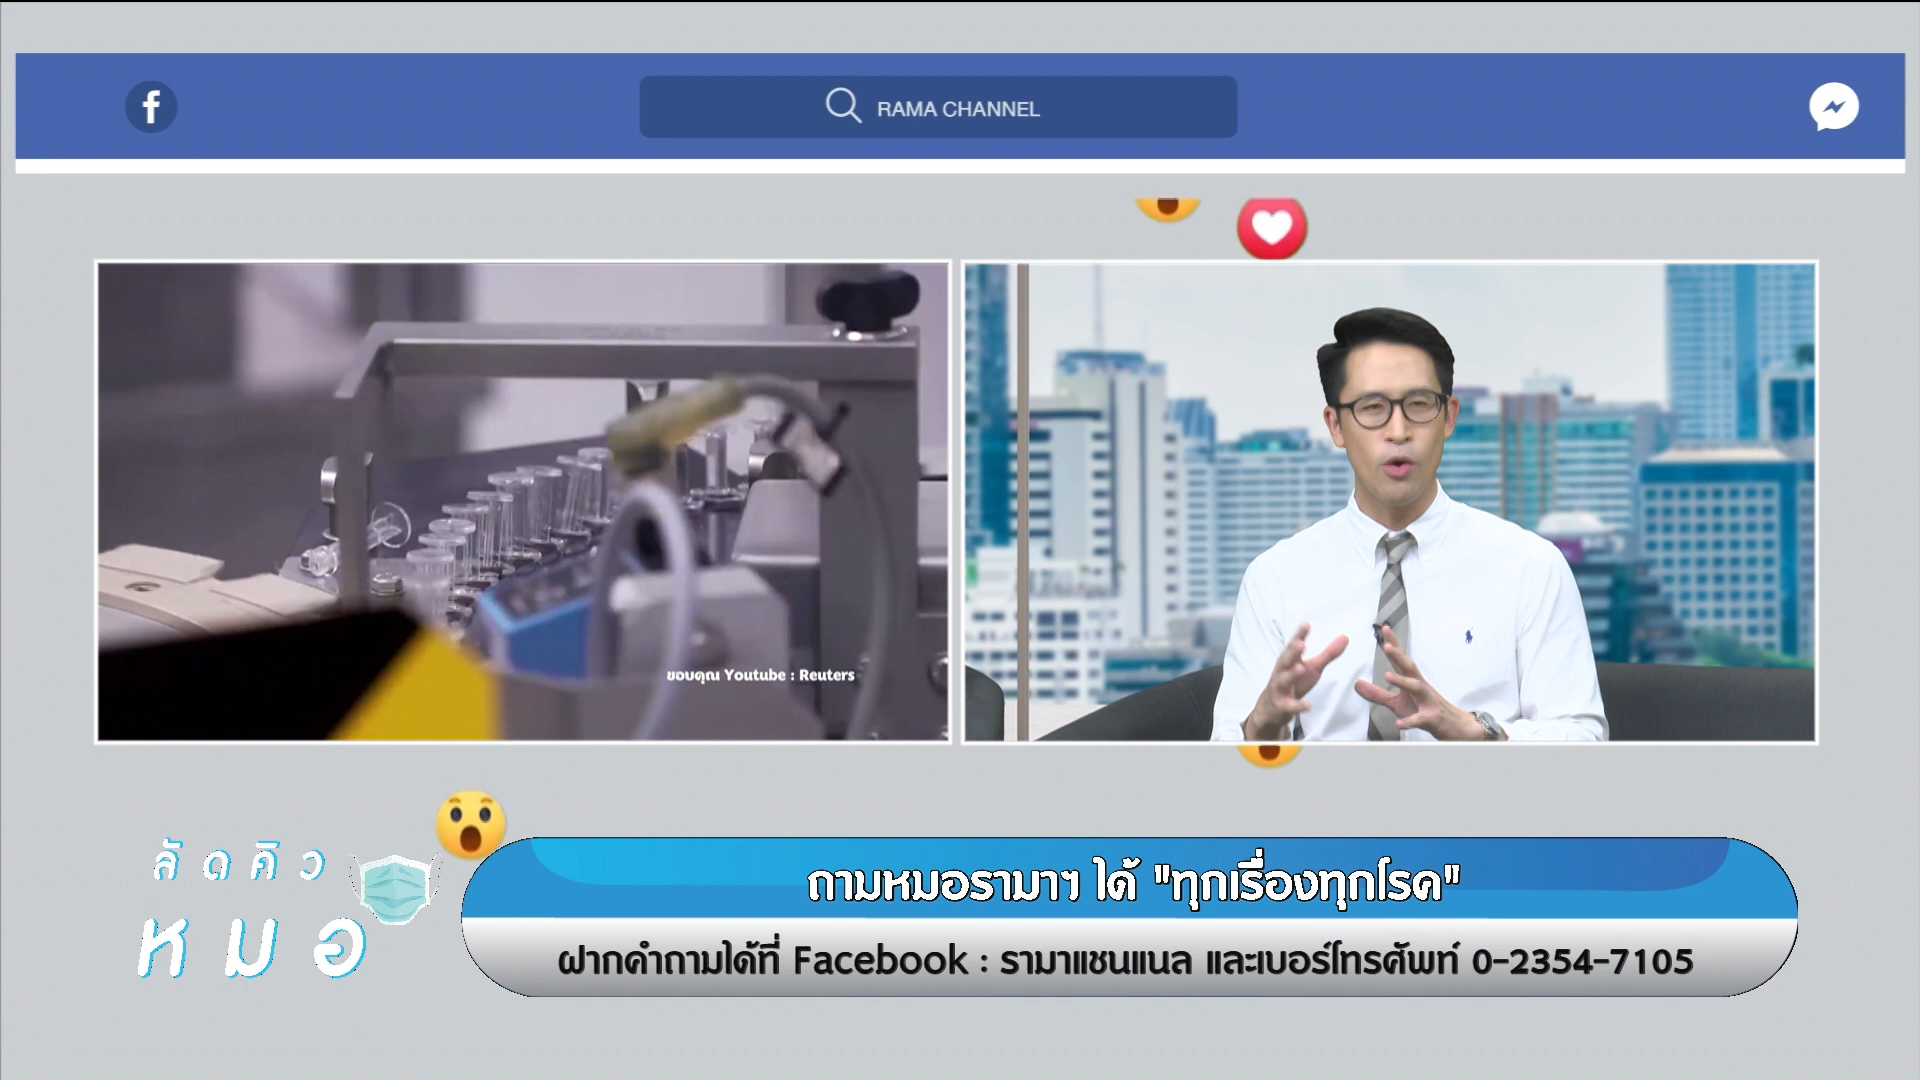 f
RAMA CHANNEL
ขอบคุณ Youtube : Reuters
ลัดคิว
หมอ
ถามหมอรามาฯ ได้ "ทุกเรื่องทุกโรค"
ฝากคำถามได้ที่ Facebook : รามาแชนแนล และเบอร์โทรศัพท์ 0-2354-7105